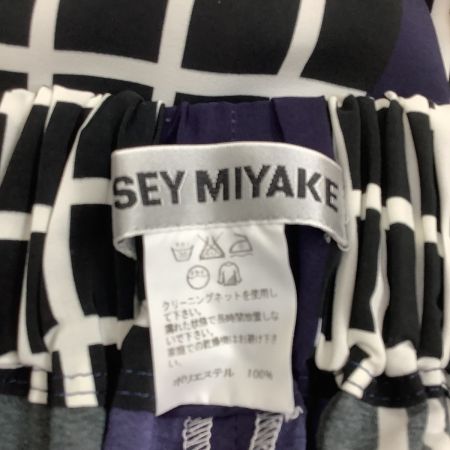 SEY MIYAKE
クリーニングネットを使用し
て下さい。
濡れた状態で長時間放置しな
いで下さい。
家庭での乾燥機はお避け下さ
い。
ポリエステル 100%